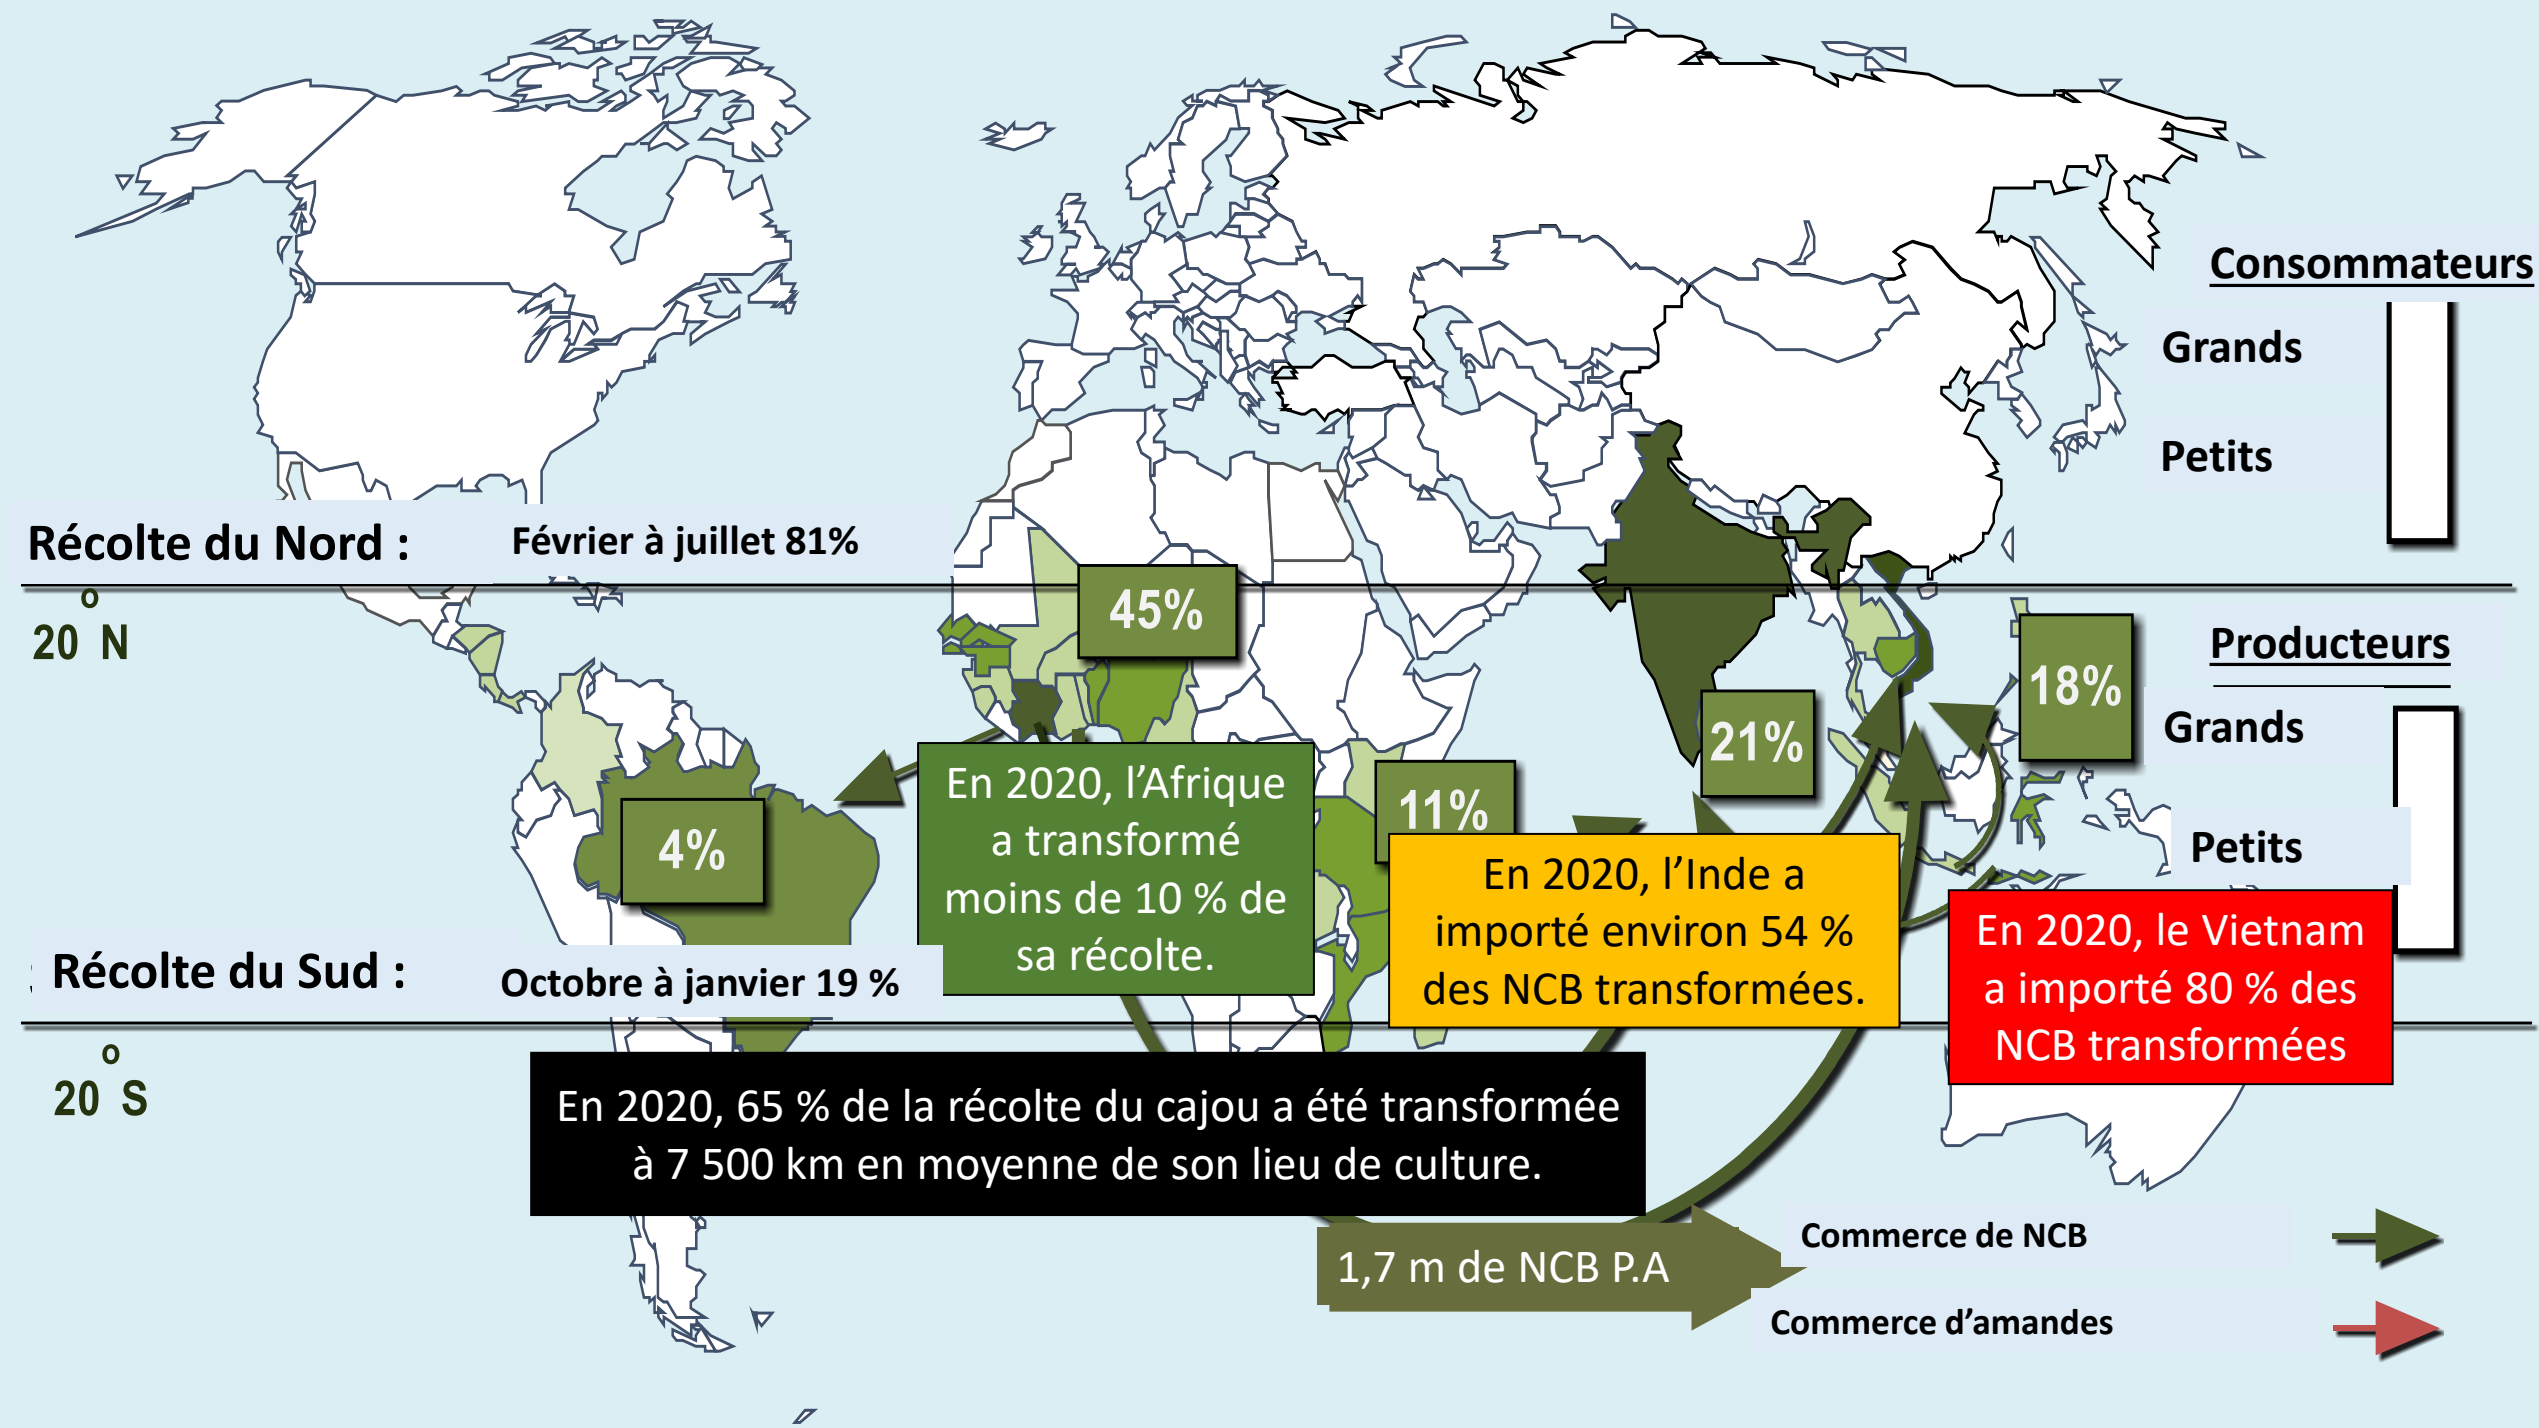 Consommateurs
Grands
Petits
Récolte du Nord :
Février à juillet 81%
20 o N
45%
Producteurs
18%
Grands
21%
En 2020, l’Afrique
a transformé
moins de 10 % de
sa récolte.
11%
4%
Petits
En 2020, l’Inde a
importé environ 54 %
des NCB transformées.
En 2020, le Vietnam
a importé 80 % des
NCB transformées
Récolte du Sud :
Octobre à janvier 19 %
20 o S
En 2020, 65 % de la récolte du cajou a été transformée
à 7 500 km en moyenne de son lieu de culture.
1,7 m de NCB P.A
Commerce de NCB
Commerce d’amandes